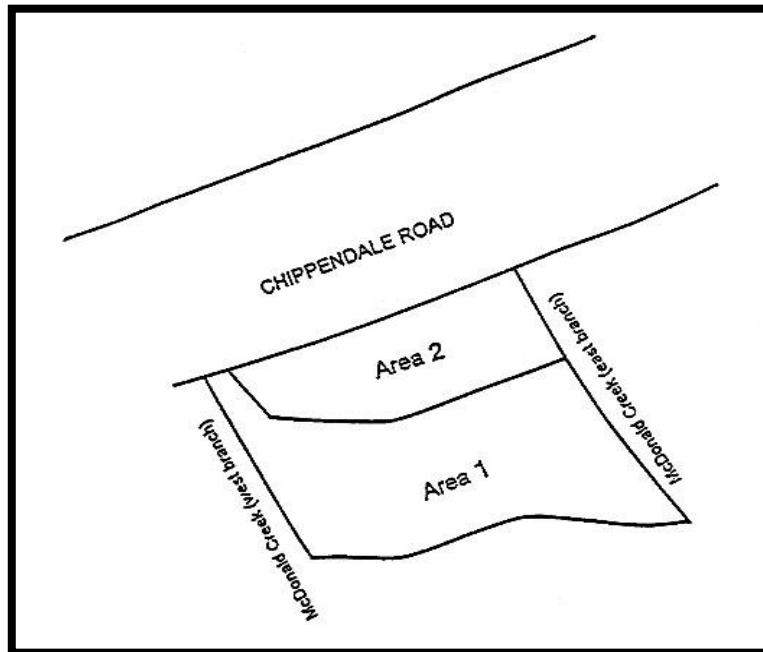 CHIPPENDALE ROAD
Area 2
McDonald Creek (east branch)
Area 1
McDonald Creek (west branch)